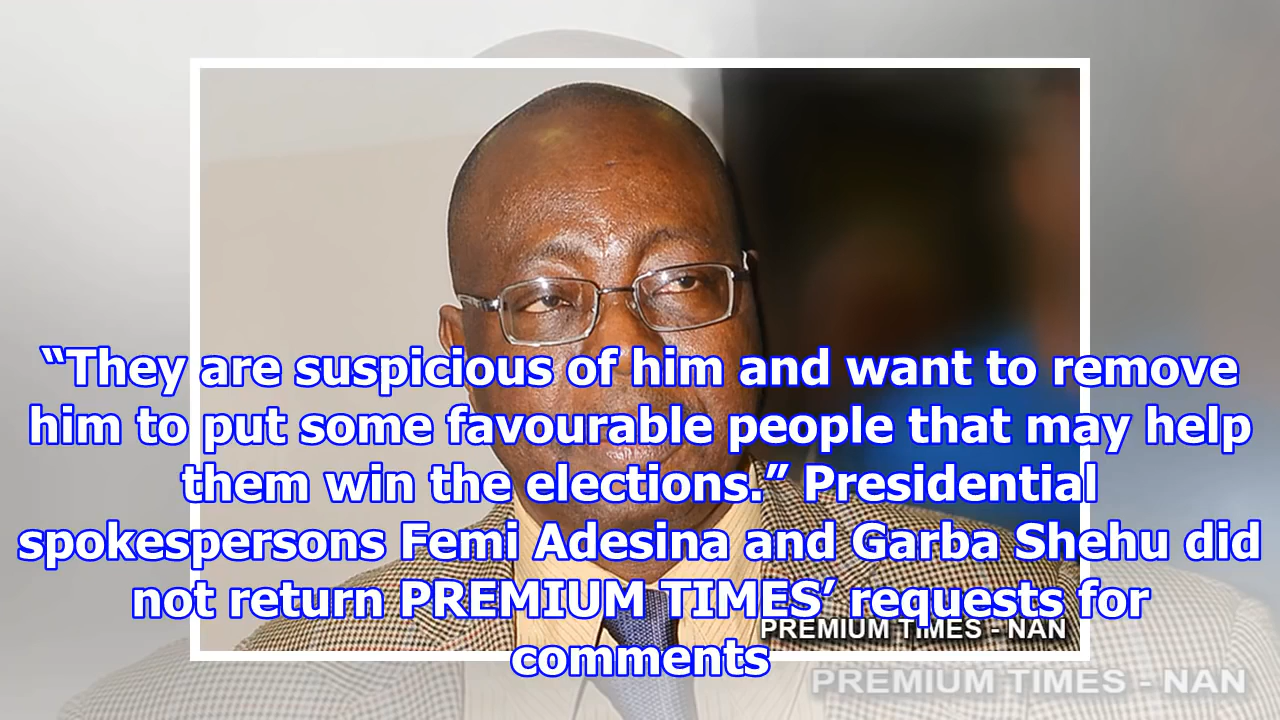 “They are suspicious of him and want to remove
him to put some favourable people that may help
them win the elections.” Presidential
spokespersons Femi Adesina and Garba Shehu did
not return PREMIUM TIMES’ requests for
PREMIUM TIMES - NAN
comments
PREMIUM TIMES - NAN